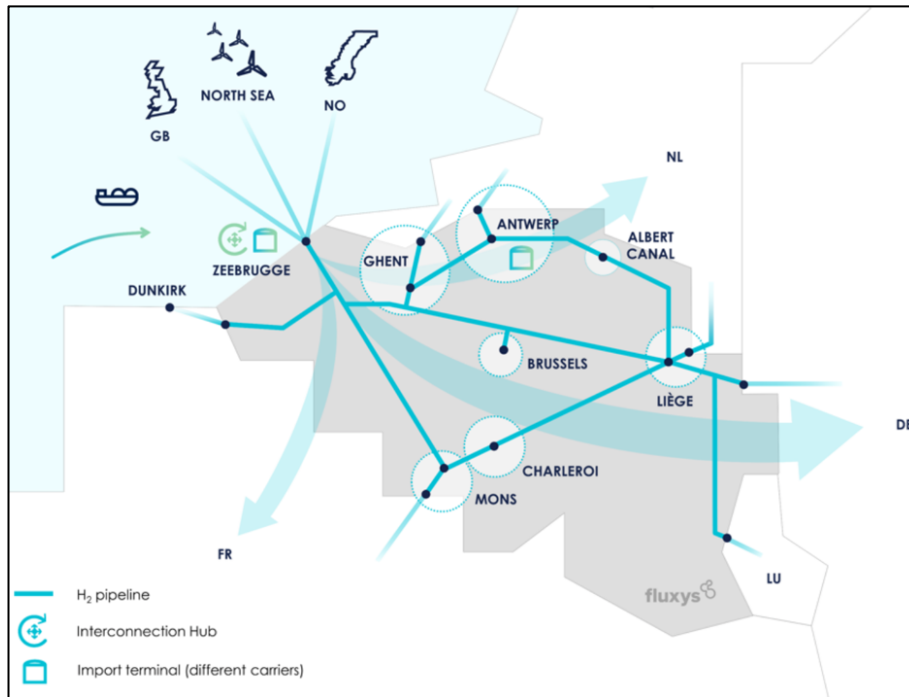 NORTH SEA
NO
GB
NL
ANTWERP
ALBERT
CANAL
GHENT
ZEEBRUGGE
DUNKIRK
BRUSSELS
LIÈGE
DE
CHARLEROI
MONS
FR
LU
fluxys
H₂ pipeline
Interconnection Hub
Import terminal (different carriers)